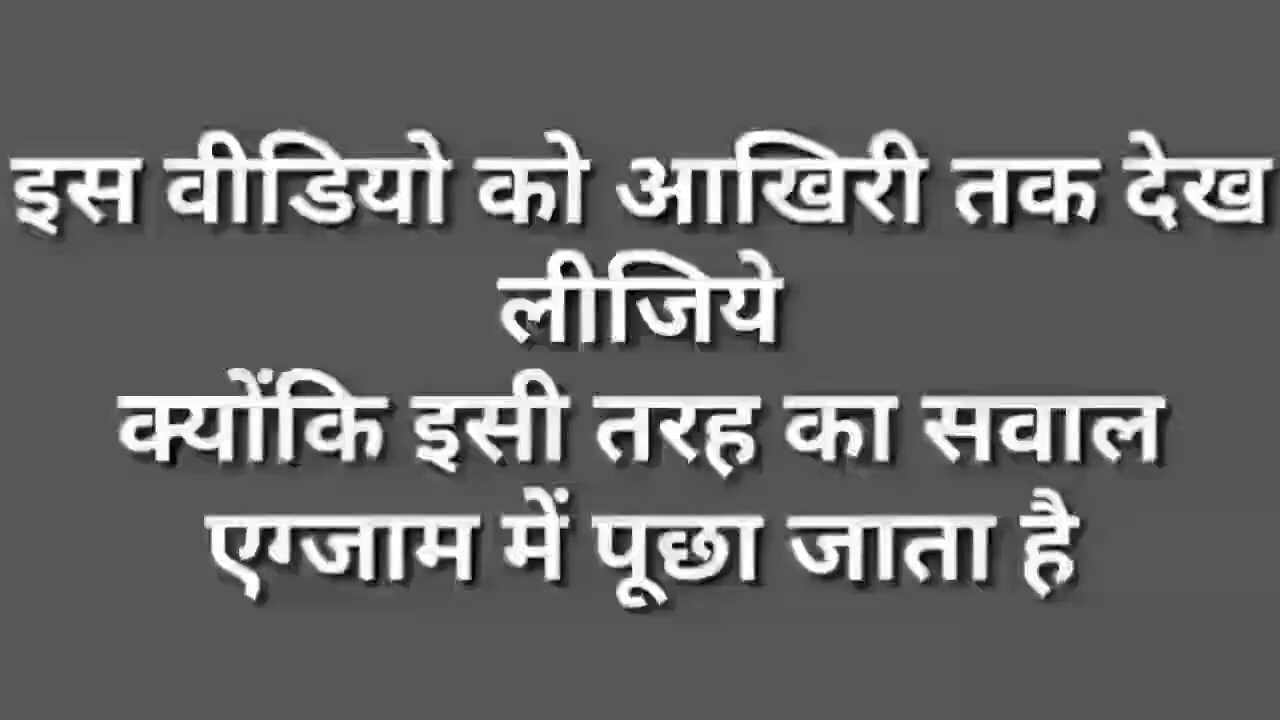 इस वीडियो को आखिरी तक देख
लीजिये
क्योंकि इसी तरह का सवाल
एग्जाम में पूछा जाता है